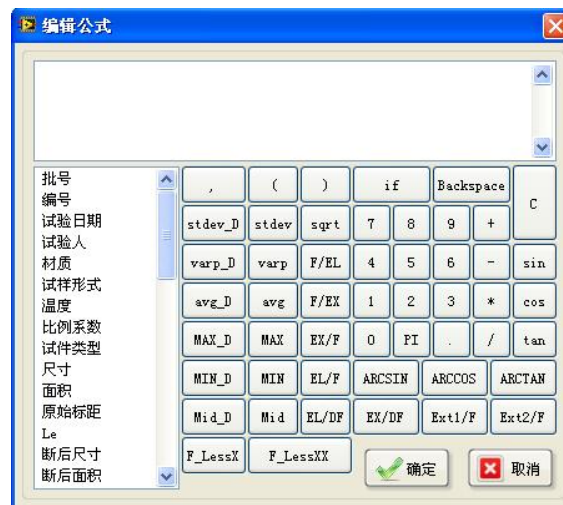 编辑公式
批号
编号
试验日期
试验人
材质
试样形式
温度
比例系数
试件类型
尺寸
面积
原始标距
Le
断后尺寸
断后面积
, ( ) if Backspace C
stdev_D stdev sqrt 7 8 9 +
varp_D varp F/EL 4 5 6 - sin
avg_D avg F/EX 1 2 3 * cos
MAX_D MAX EX/F 0 PI . / tan
MIN_D MIN EL/F ARCSIN ARCCOS ARCTAN
Mid_D Mid EL/DF EX/DF Ext1/F Ext2/F
F_LessX F_LessXX 确定 取消